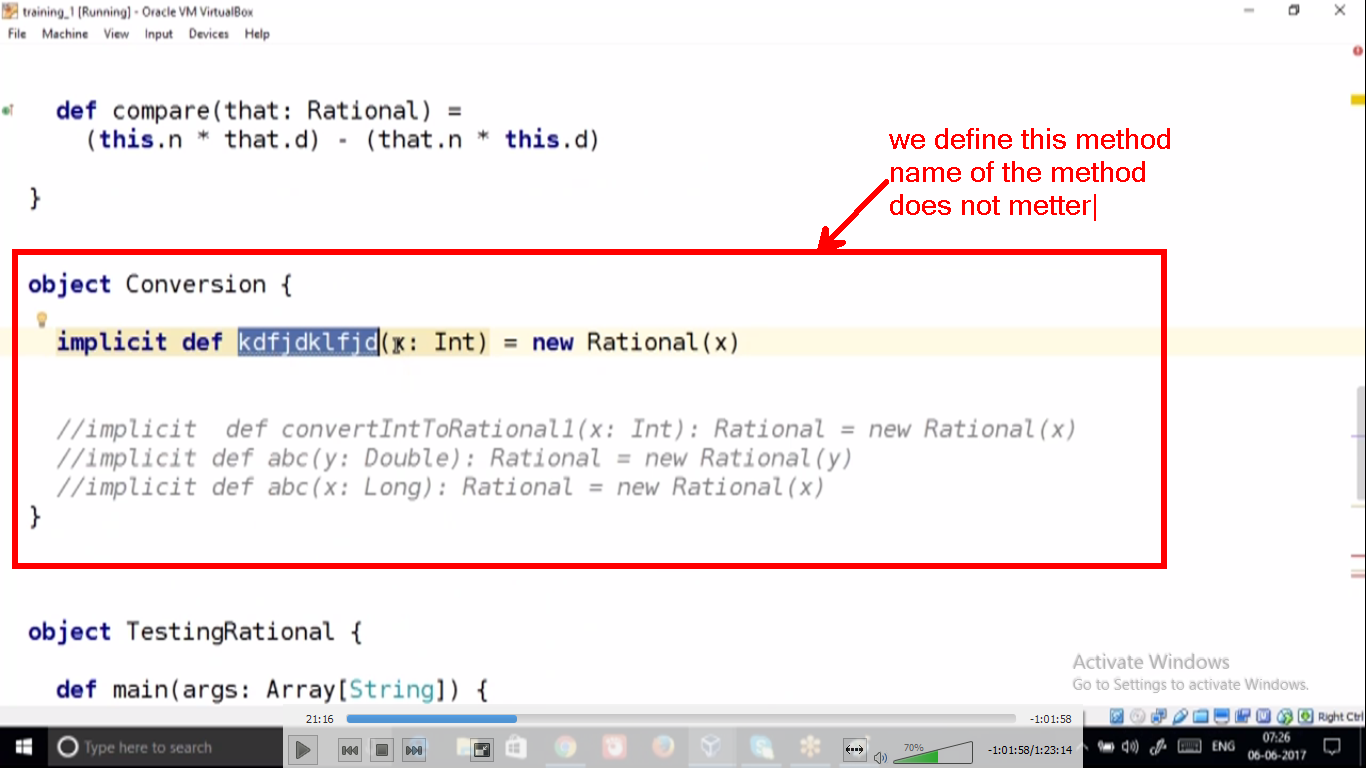 training_1 [Running] - Oracle VM VirtualBox
File Machine View Input Devices Help
def compare(that: Rational) =
(this.n * that.d) - (that.n * this.d)
}
we define this method
name of the method
does not metter
object Conversion {
implicit def kdfjdklfjd(x: Int) = new Rational(x)
//implicit  def convertIntToRational1(x: Int): Rational = new Rational(x)
//implicit def abc(y: Double): Rational = new Rational(y)
//implicit def abc(x: Long): Rational = new Rational(x)
}
object TestingRational {
def main(args: Array[String]) {
Activate Windows
Go to Settings to activate Windows.
21:16 -1:01:58
Right Ctrl
Type here to search
70%
-1:01:58/1:23:14
ENG
07:26
06-06-2017